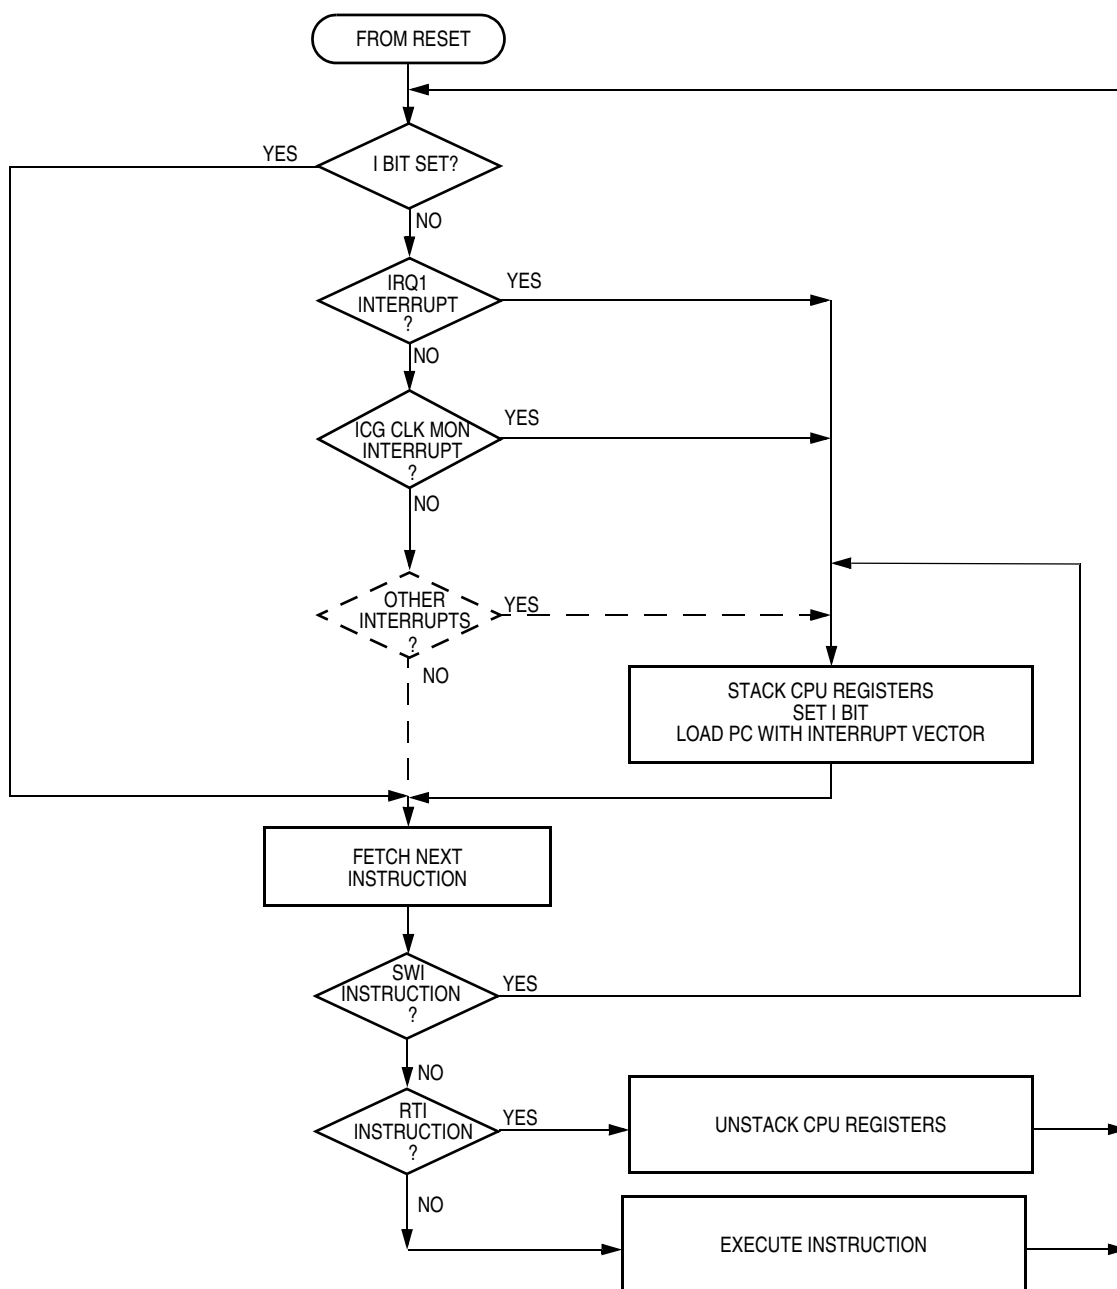 FROM RESET
I BIT SET?
YES
NO
IRQ1
INTERRUPT
?
YES
NO
ICG CLK MON
INTERRUPT
?
YES
NO
OTHER
INTERRUPTS
?
YES
NO
STACK CPU REGISTERS
SET I BIT
LOAD PC WITH INTERRUPT VECTOR
FETCH NEXT
INSTRUCTION
SWI
INSTRUCTION
?
YES
NO
RTI
INSTRUCTION
?
YES
UNSTACK CPU REGISTERS
NO
EXECUTE INSTRUCTION